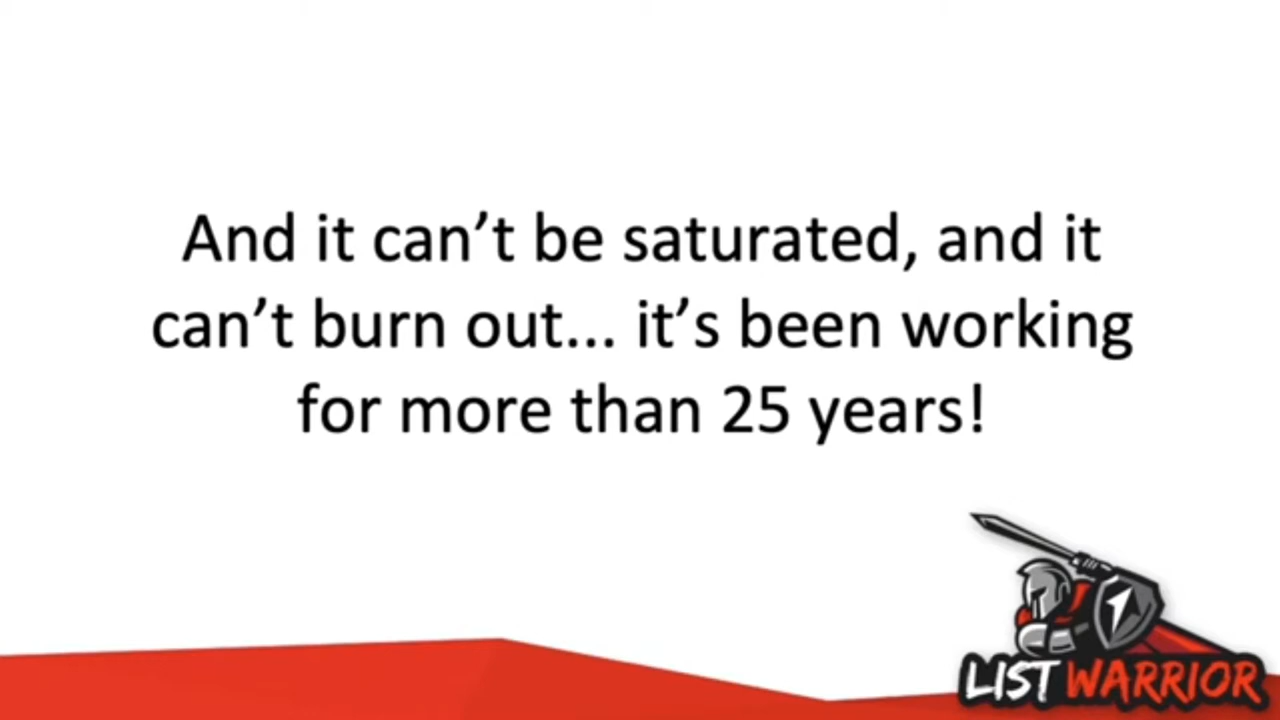 And it can’t be saturated, and it
can’t burn out... it’s been working
for more than 25 years!
LIST WARRIOR